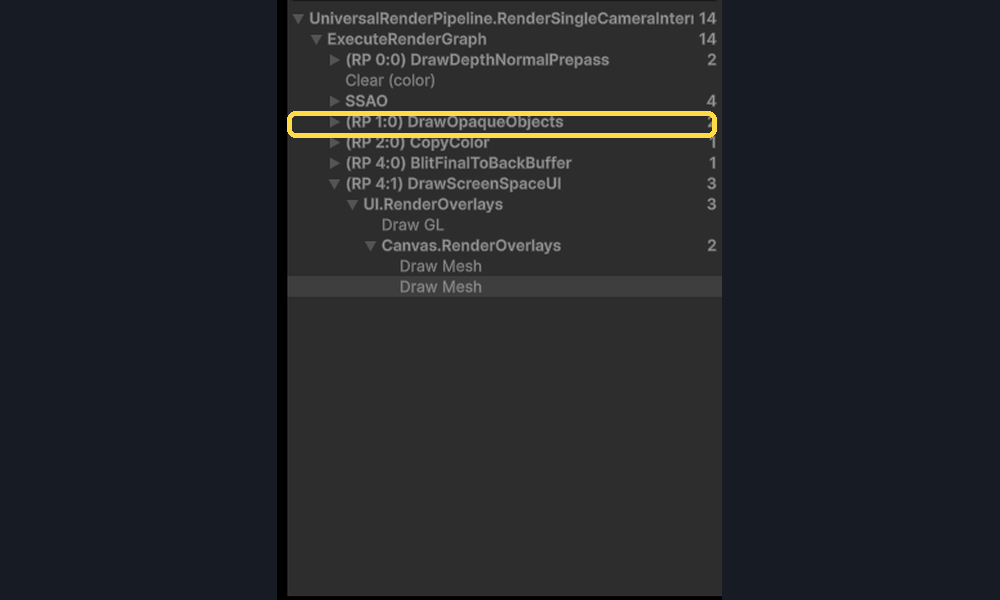 UniversalRenderPipeline.RenderSingleCameraIntern 14
ExecuteRenderGraph 14
(RP 0:0) DrawDepthNormalPrepass 2
Clear (color)
SSAO 4
(RP 1:0) DrawOpaqueObjects 2
(RP 2:0) CopyColor 1
(RP 4:0) BlitFinalToBackBuffer 1
(RP 4:1) DrawScreenSpaceUI 3
UI.RenderOverlays 3
Draw GL
Canvas.RenderOverlays 2
Draw Mesh
Draw Mesh